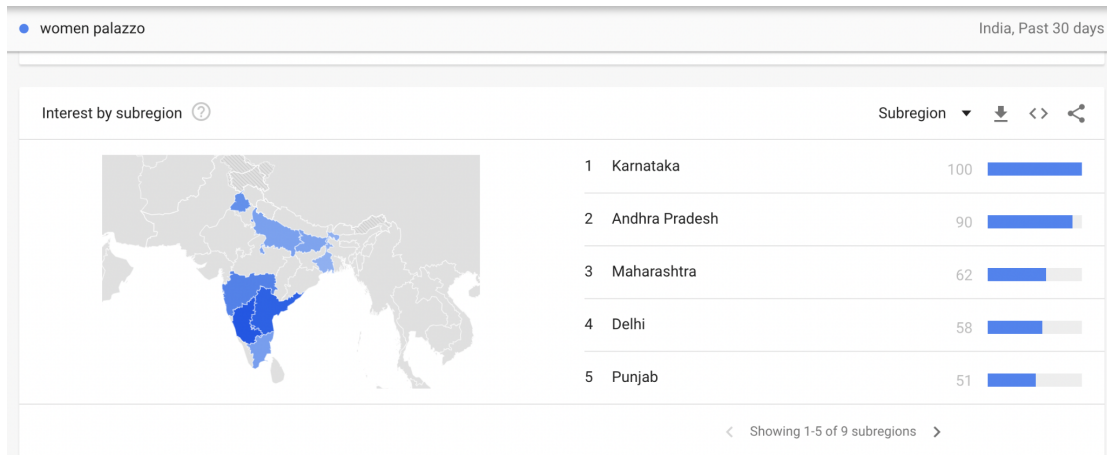 women palazzo India, Past 30 days
Interest by subregion ? Subregion
1 Karnataka 100
2 Andhra Pradesh 90
3 Maharashtra 62
4 Delhi 58
5 Punjab 51
Showing 1-5 of 9 subregions